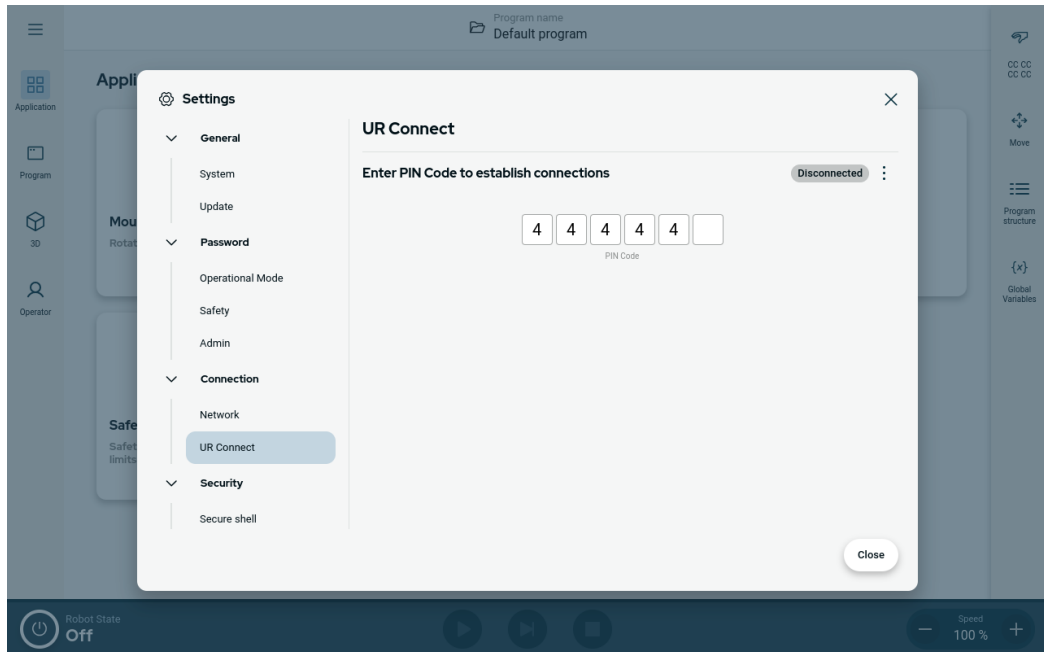 Program name
Default program
Application
Program
3D
Operator
Appli
Mou
Rotat
Safe
Safet
limits
Settings
General
System
Update
Password
Operational Mode
Safety
Admin
Connection
Network
UR Connect
Security
Secure shell
UR Connect
Enter PIN Code to establish connections
Disconnected
4 4 4 4 4
PIN Code
Close
CC CC
CC CC
Move
Program
structure
{x}
Global
Variables
Robot State
Off
Speed
100 %